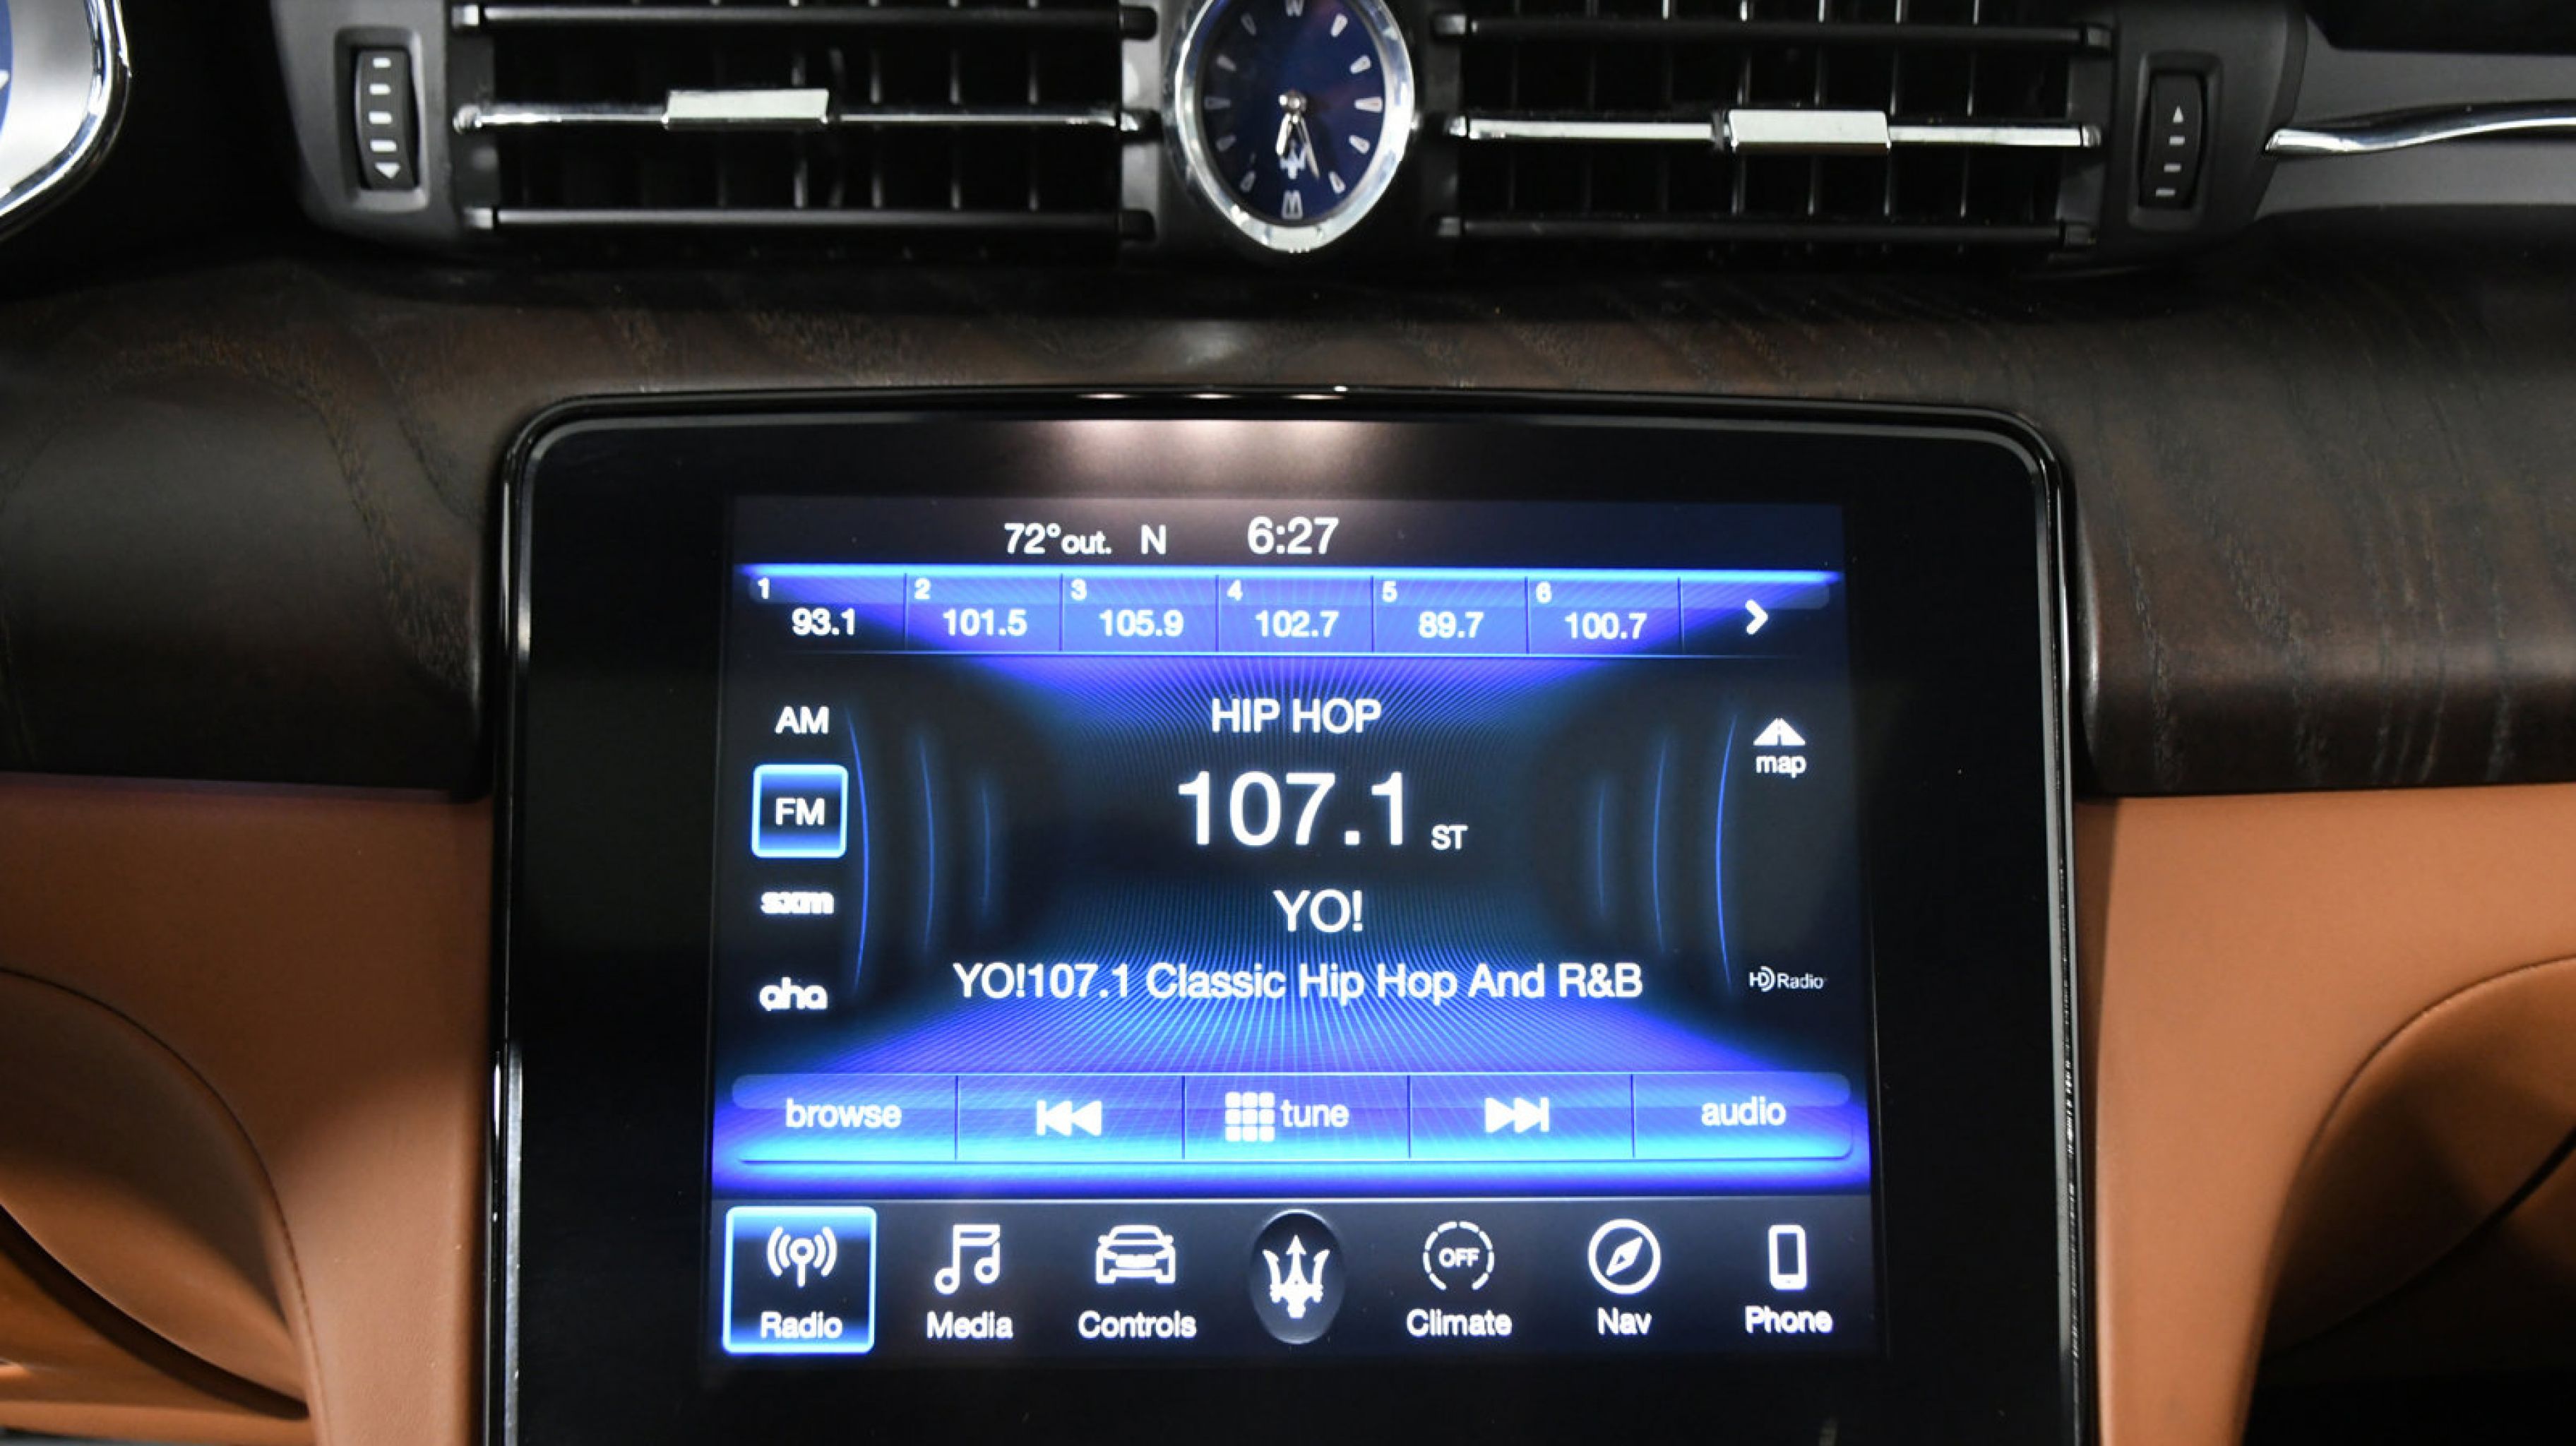 72°out. N 6:27
1 2 3 4 5 6
93.1 101.5 105.9 102.7 89.7 100.7
AM
HIP HOP
map
FM
107.1 ST
sxm
YO!
aha
YO!107.1 Classic Hip Hop And R&B
HD Radio
browse tune audio
OFF
Radio Media Controls Climate Nav Phone